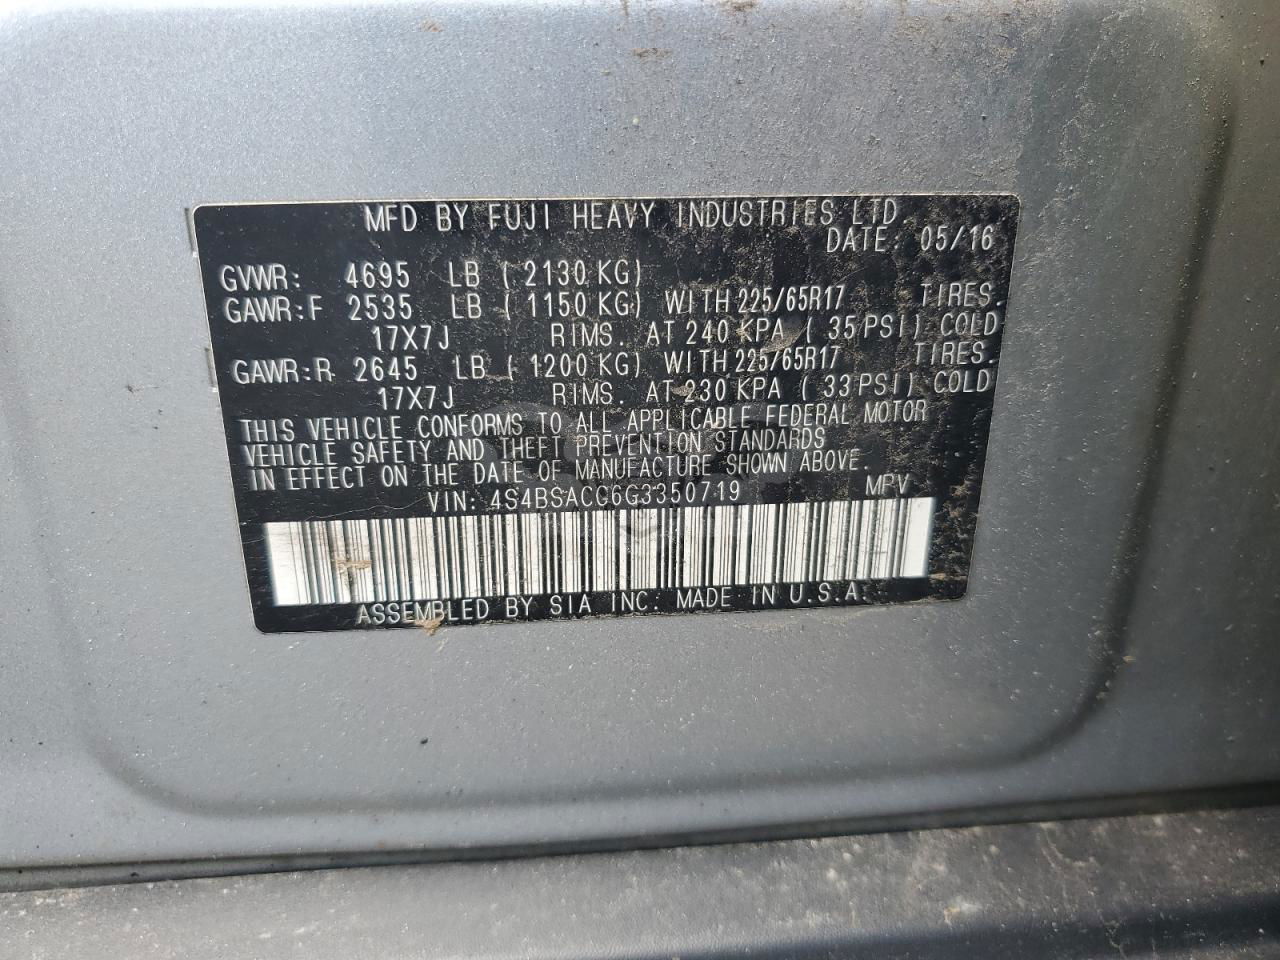 MFD BY FUJI HEAVY INDUSTRIES LTD
DATE: 05/16
GVWR: 4695 LB ( 2130 KG)
GAWR:F 2535 LB ( 1150 KG) WITH 225/65R17 TIRES.
17X7J RIMS. AT 240 KPA ( 35 PSI) COLD
GAWR:R 2645 LB ( 1200 KG) WITH 225/65R17 TIRES.
17X7J RIMS. AT 230 KPA ( 33 PSI) COLD
THIS VEHICLE CONFORMS TO ALL APPLICABLE FEDERAL MOTOR
VEHICLE SAFETY AND THEFT PREVENTION STANDARDS
IN EFFECT ON THE DATE OF MANUFACTURE SHOWN ABOVE.
VIN: 4S4BSACC6G3350719 MPV
ASSEMBLED BY SIA INC. MADE IN U.S.A.